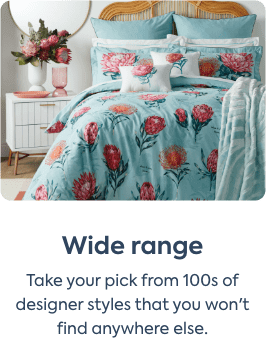 Wide range
Take your pick from 100s of
designer styles that you won't
find anywhere else.